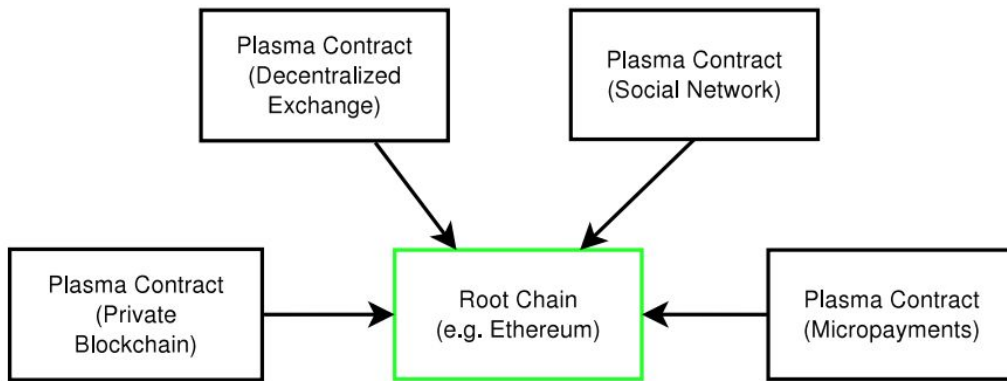 Plasma Contract
(Decentralized
Exchange)
Plasma Contract
(Social Network)
Plasma Contract
(Private
Blockchain)
Root Chain
(e.g. Ethereum)
Plasma Contract
(Micropayments)